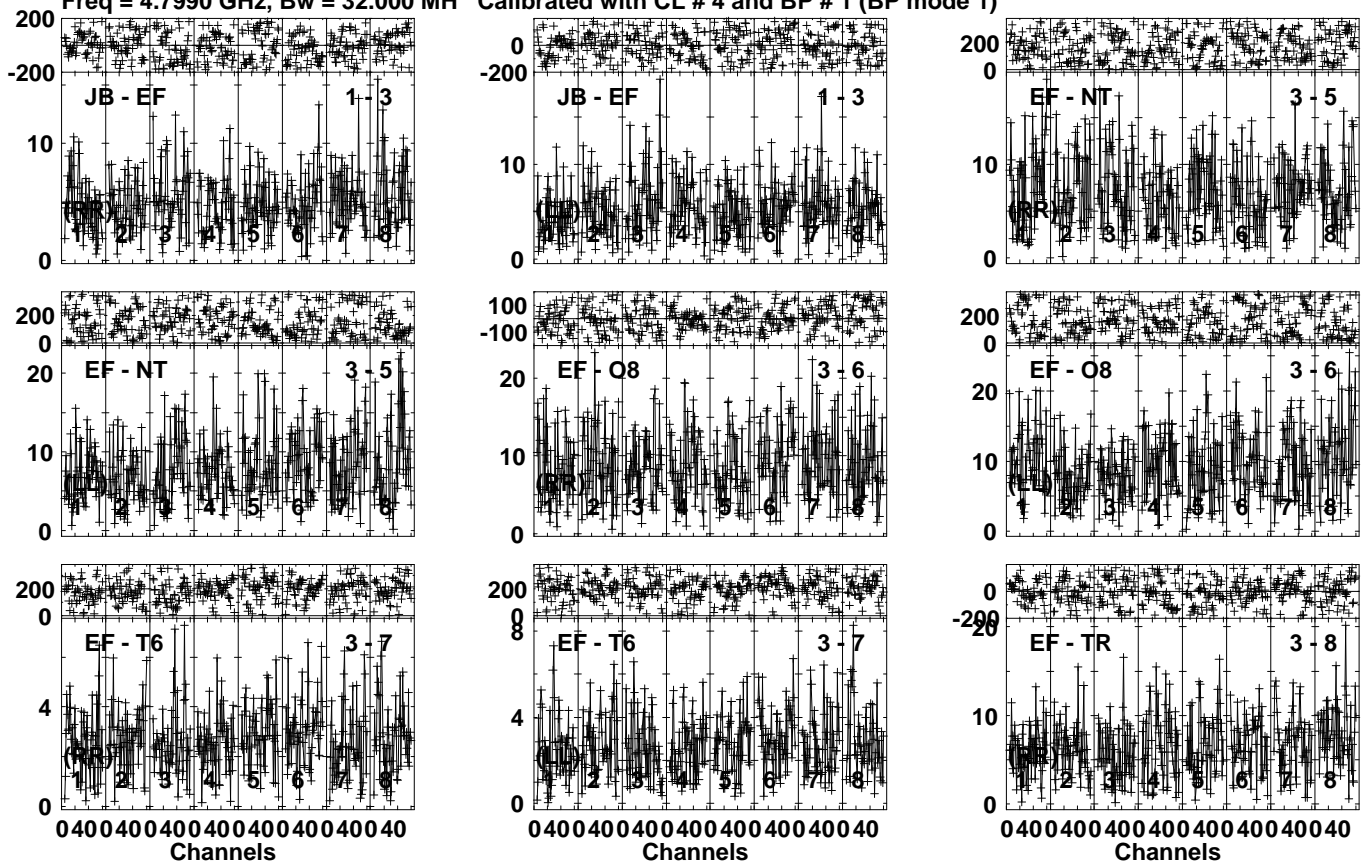 Freq = 4.7990 GHz, Bw = 32.000 MH Calibrated with CL # 4 and BP # 1 (BP mode 1)
200
-200
JB - EF 1 - 3
10
(RR)
1 2 3 4 5 6 7 8
0
0
-200
JB - EF 1 - 3
10
(LL)
1 2 3 4 5 6 7 8
0
200
0
EF - NT 3 - 5
10
(RR)
1 2 3 4 5 6 7 8
0
200
0
EF - NT 3 - 5
20
10
(LL)
1 2 3 4 5 6 7 8
0
100
-100
EF - O8 3 - 6
20
10
(RR)
1 2 3 4 5 6 7 8
0
200
0
EF - O8 3 - 6
20
10
(LL)
1 2 3 4 5 6 7 8
0
200
0
EF - T6 3 - 7
4
(RR)
1 2 3 4 5 6 7 8
0
0 40 0 40 0 40 0 40 0 40 0 40 0 40 0 40
Channels
200
0
8
EF - T6 3 - 7
4
(LL)
1 2 3 4 5 6 7 8
0
0 40 0 40 0 40 0 40 0 40 0 40 0 40 0 40
Channels
0
-200
20
EF - TR 3 - 8
10
(RR)
1 2 3 4 5 6 7 8
0
0 40 0 40 0 40 0 40 0 40 0 40 0 40 0 40
Channels